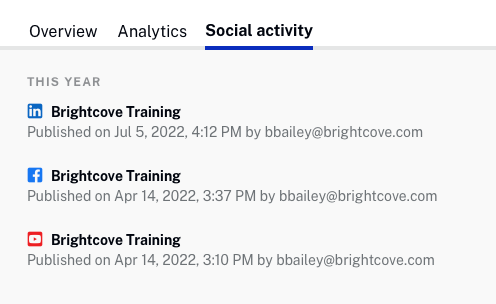 Overview Analytics Social activity
THIS YEAR
in Brightcove Training
Published on Jul 5, 2022, 4:12 PM by bbailey@brightcove.com
f Brightcove Training
Published on Apr 14, 2022, 3:37 PM by bbailey@brightcove.com
Brightcove Training
Published on Apr 14, 2022, 3:10 PM by bbailey@brightcove.com